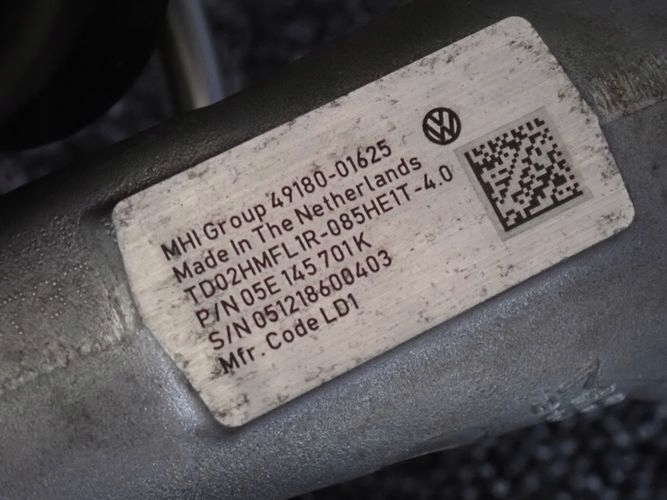 MHI Group 49180-01625
Made In The Netherlands
TD02HMFL1R-085HE1T-4.0
P/N 05E 145 701K
S/N 051218600403
Mfr. Code LD1